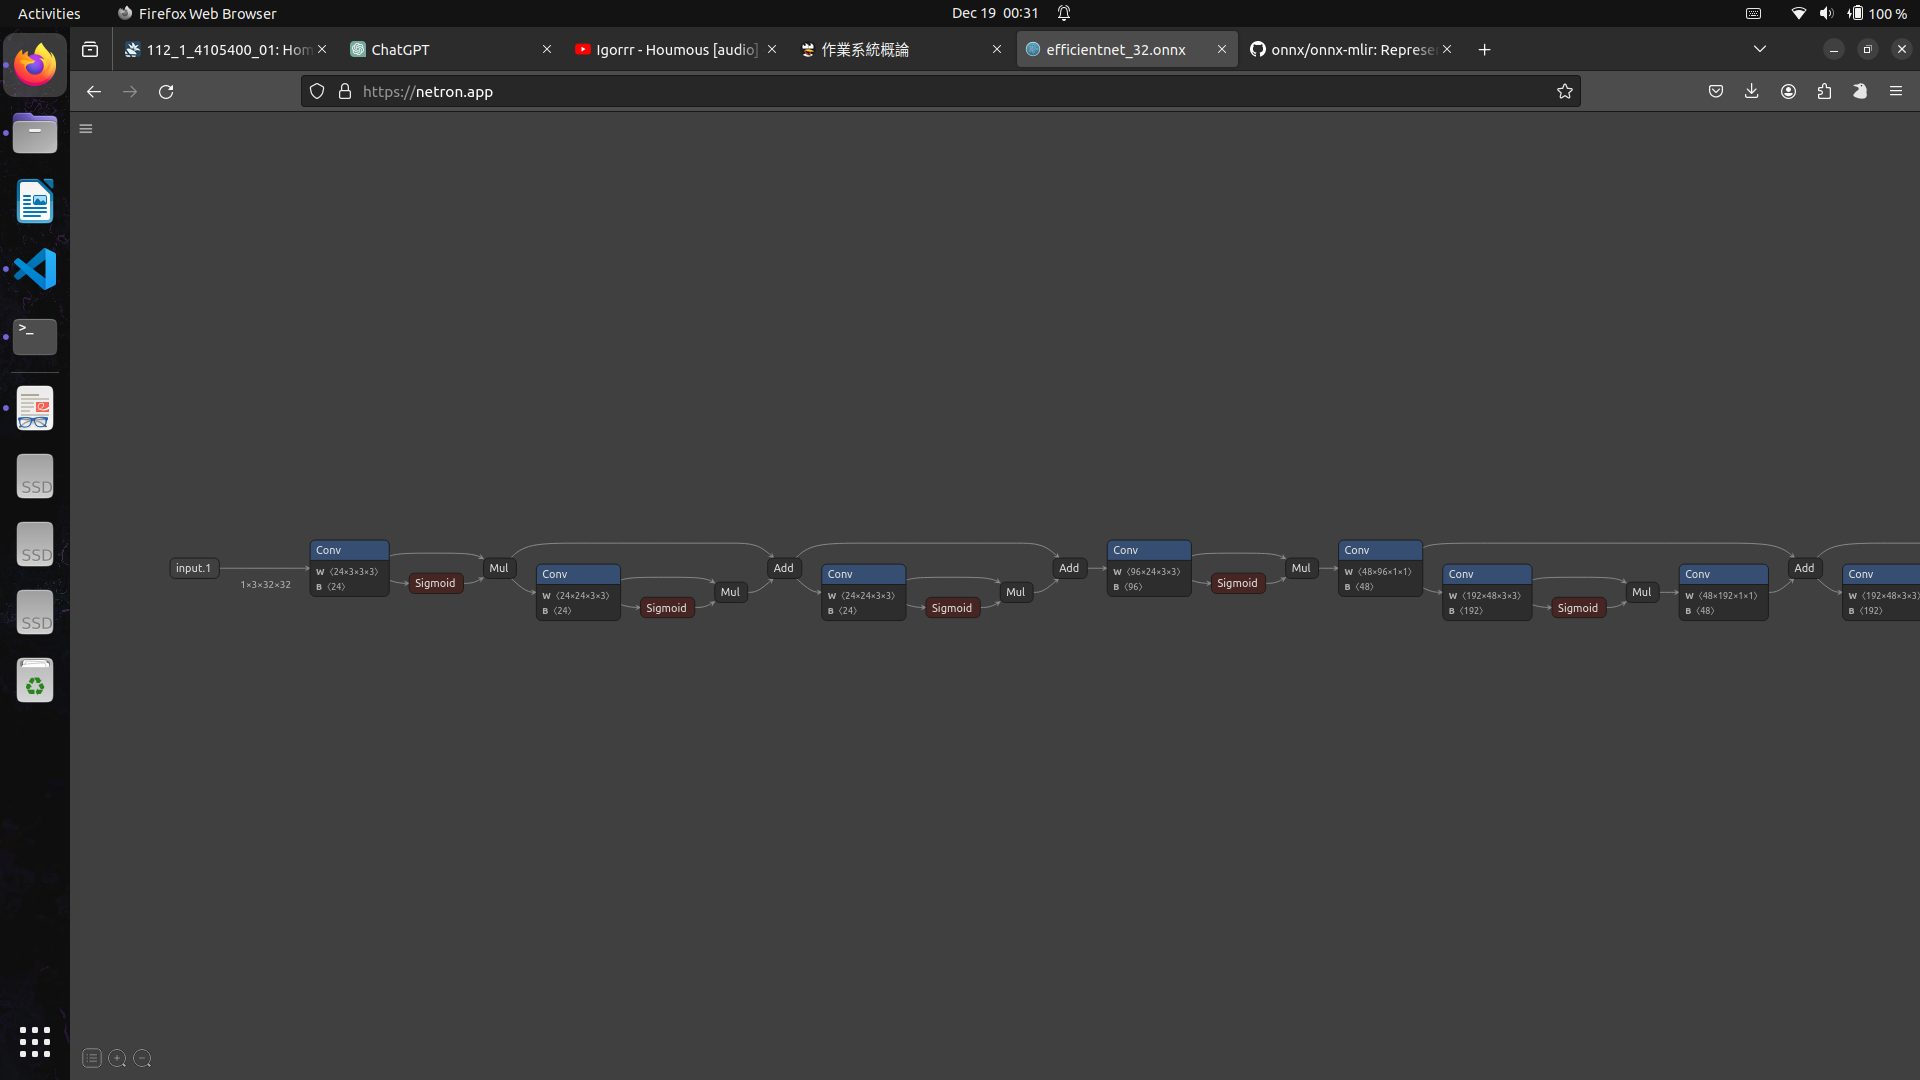 Activities
Firefox Web Browser
Dec 19 00:31
100 %
112_1_4105400_01: Hom
ChatGPT
Igorrr - Houmous [audio]
作業系統概論
efficientnet_32.onnx
onnx/onnx-mlir: Represe
https://netron.app
>_
SSD
SSD
SSD
input.1
1×3×32×32
Conv
W ⟨24×3×3×3⟩
B ⟨24⟩
Sigmoid
Mul
Conv
W ⟨24×24×3×3⟩
B ⟨24⟩
Sigmoid
Mul
Add
Conv
W ⟨24×24×3×3⟩
B ⟨24⟩
Sigmoid
Mul
Add
Conv
W ⟨96×24×3×3⟩
B ⟨96⟩
Sigmoid
Mul
Conv
W ⟨48×96×1×1⟩
B ⟨48⟩
Conv
W ⟨192×48×3×3⟩
B ⟨192⟩
Sigmoid
Mul
Conv
W ⟨48×192×1×1⟩
B ⟨48⟩
Add
Conv
W ⟨192×48×3×3⟩
B ⟨192⟩